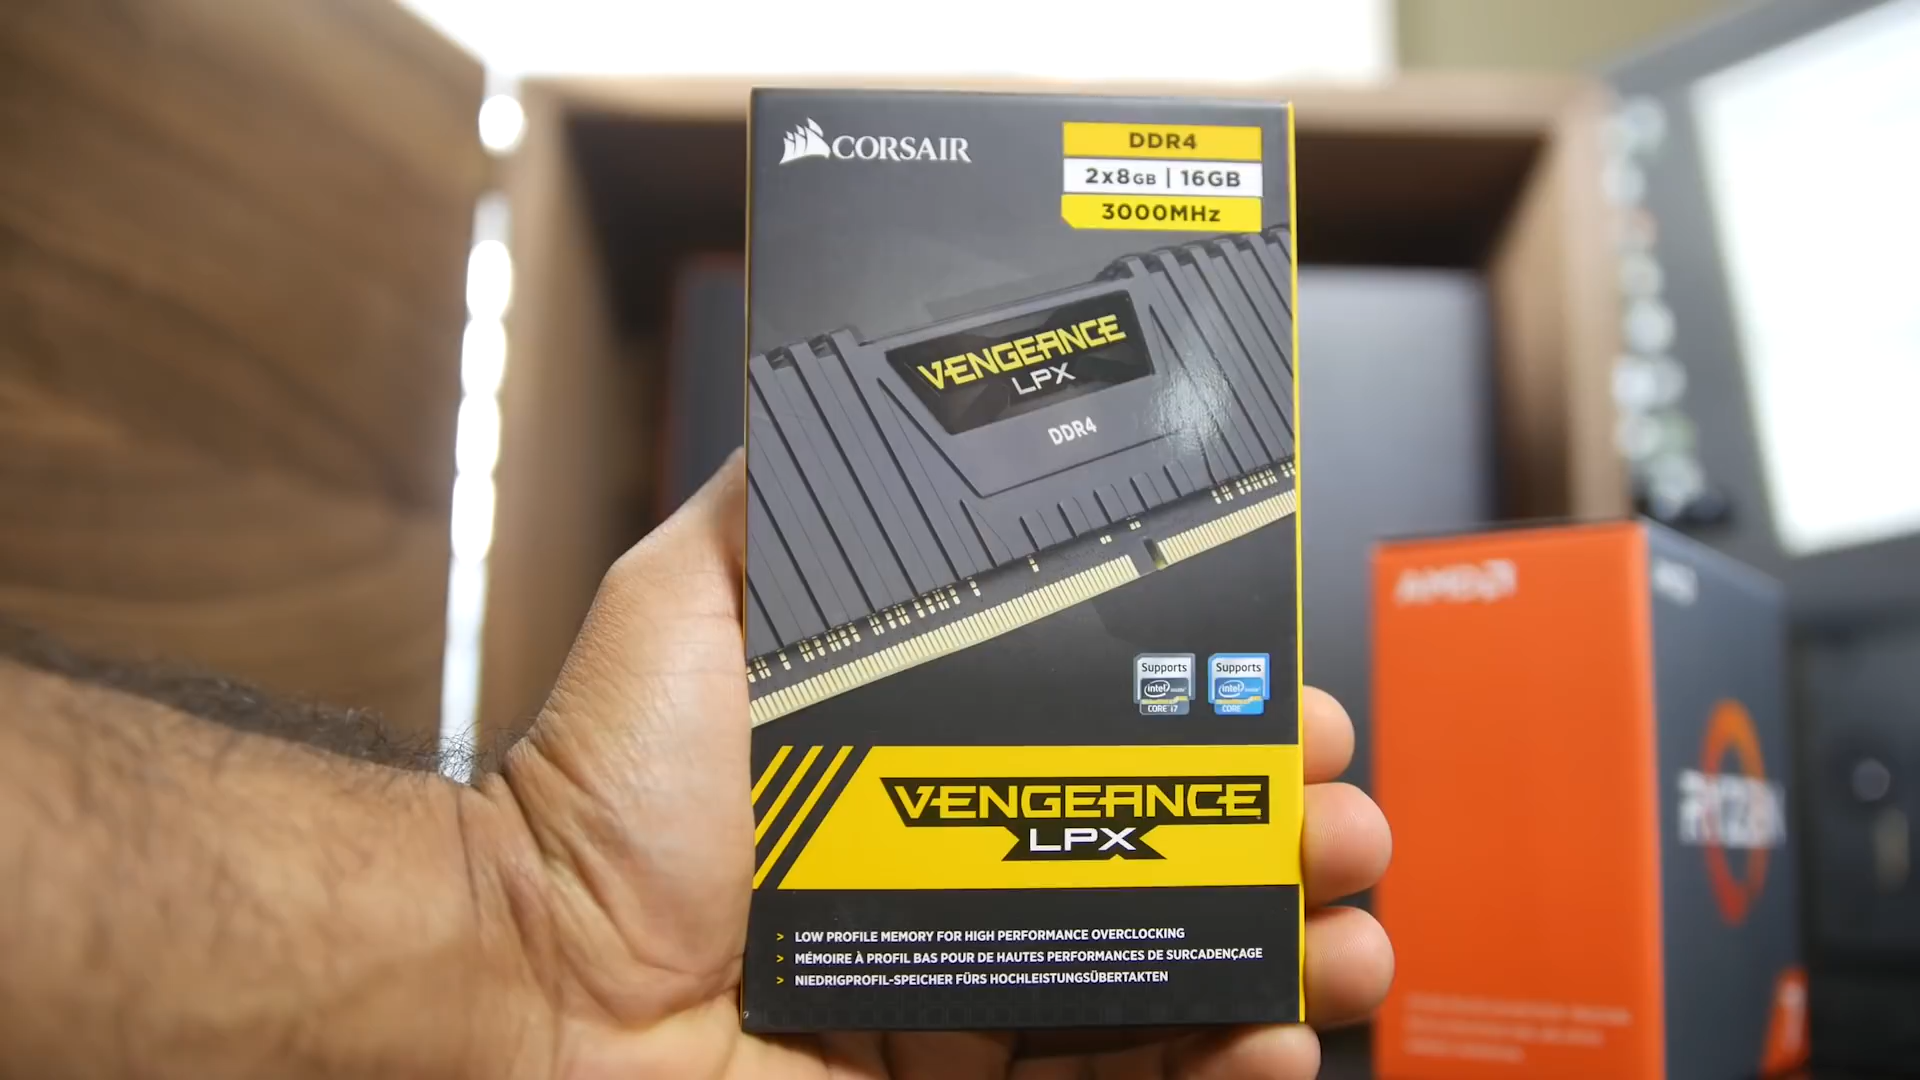 CORSAIR
DDR4
2x8GB | 16GB
3000MHz
VENGEANCE
LPX
DDR4
Supports
intel inside
CORE i7
Supports
intel inside
CORE
VENGEANCE
LPX
> LOW PROFILE MEMORY FOR HIGH PERFORMANCE OVERCLOCKING
> MÉMOIRE À PROFIL BAS POUR DE HAUTES PERFORMANCES DE SURCADENÇAGE
> NIEDRIGPROFIL-SPEICHER FÜRS HOCHLEISTUNGSÜBERTAKTEN
AMD
RYZEN